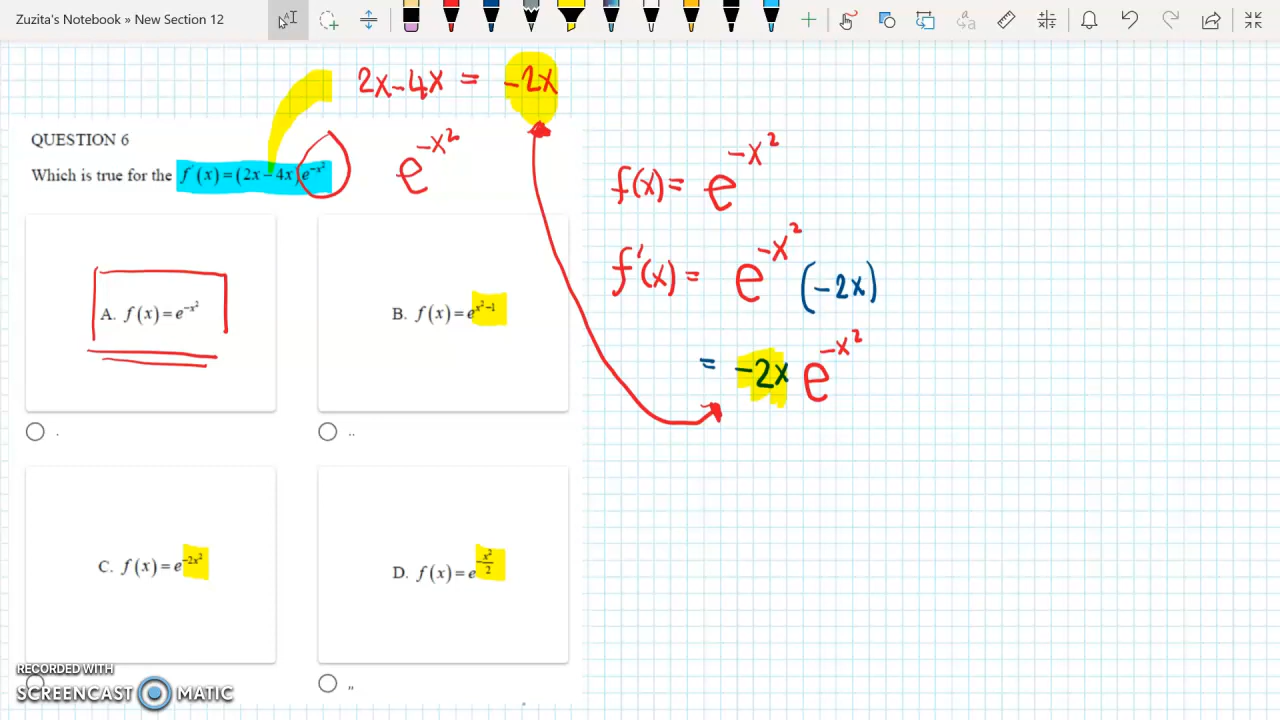 Zuzita's Notebook » New Section 12
2x-4x = -2x
QUESTION 6
Which is true for the f'(x)=(2x-4x)e^{-x²}
e^{-x²}
f(x)= e^{-x²}
f'(x)= e^{-x²} (-2x)
= -2x e^{-x²}
A. f(x)=e^{-x²}
B. f(x)=e^{x²-1}
.
..
C. f(x)=e^{-2x²}
D. f(x)=e^{-x²/2}
,,
RECORDED WITH
SCREENCAST MATIC